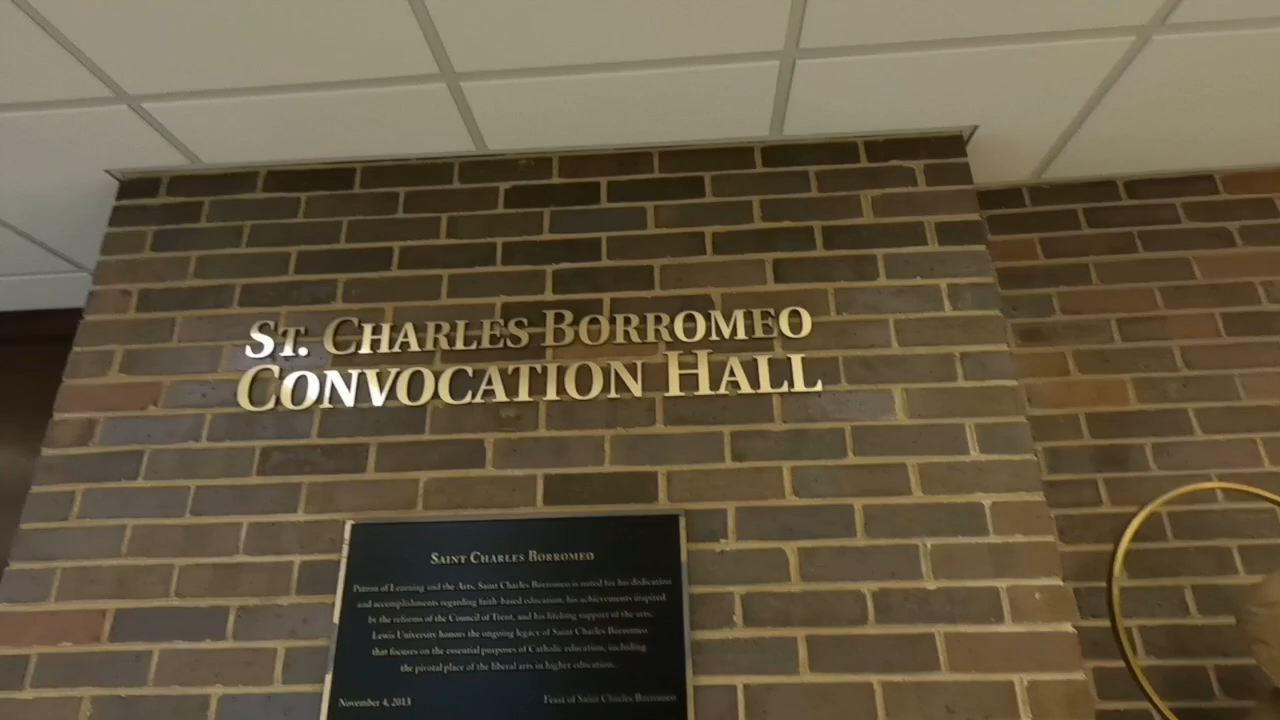 ST. CHARLES BORROMEO
CONVOCATION HALL
SAINT CHARLES BORROMEO
Patron of Learning and the Arts, Saint Charles Borromeo is noted for his dedication
and accomplishments regarding faith-based education, his achievements inspired
by the reforms of the Council of Trent, and his lifelong support of the arts.
Lewis University honors the ongoing legacy of Saint Charles Borromeo
that focuses on the essential purposes of Catholic education, including
the pivotal place of the liberal arts in higher education.
November 4, 2013 Feast of Saint Charles Borromeo